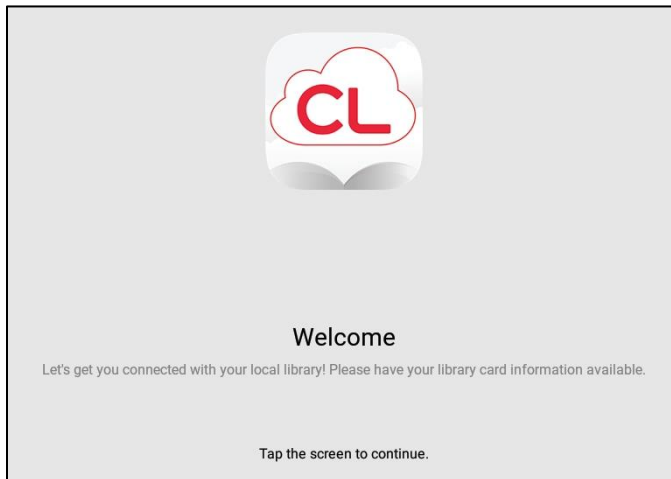 CL
Welcome
Let's get you connected with your local library! Please have your library card information available.
Tap the screen to continue.